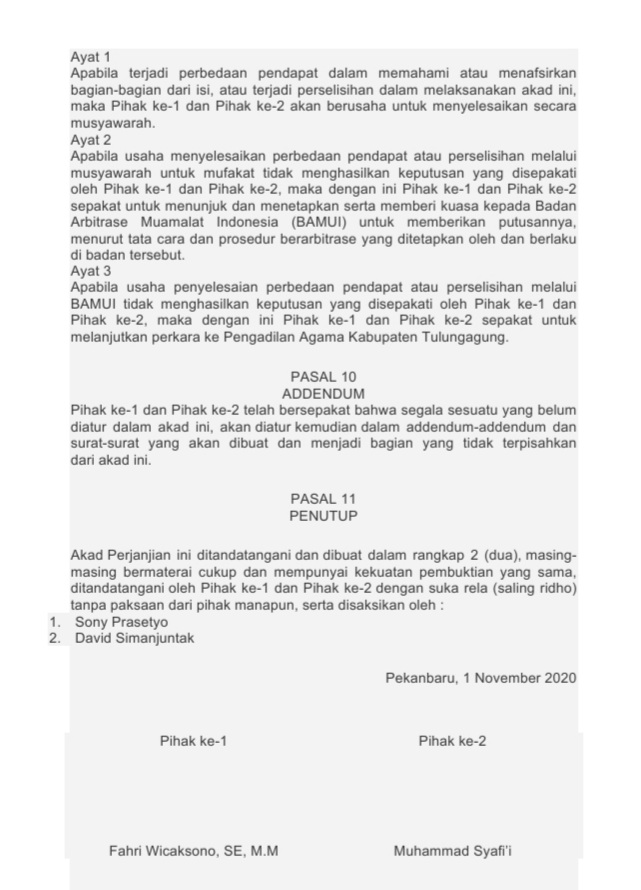 Ayat 1
Apabila terjadi perbedaan pendapat dalam memahami atau menafsirkan
bagian-bagian dari isi, atau terjadi perselisihan dalam melaksanakan akad ini,
maka Pihak ke-1 dan Pihak ke-2 akan berusaha untuk menyelesaikan secara
musyawarah.
Ayat 2
Apabila usaha menyelesaikan perbedaan pendapat atau perselisihan melalui
musyawarah untuk mufakat tidak menghasilkan keputusan yang disepakati
oleh Pihak ke-1 dan Pihak ke-2, maka dengan ini Pihak ke-1 dan Pihak ke-2
sepakat untuk menunjuk dan menetapkan serta memberi kuasa kepada Badan
Arbitrase Muamalat Indonesia (BAMUI) untuk memberikan putusannya,
menurut tata cara dan prosedur berarbitrase yang ditetapkan oleh dan berlaku
di badan tersebut.
Ayat 3
Apabila usaha penyelesaian perbedaan pendapat atau perselisihan melalui
BAMUI tidak menghasilkan keputusan yang disepakati oleh Pihak ke-1 dan
Pihak ke-2, maka dengan ini Pihak ke-1 dan Pihak ke-2 sepakat untuk
melanjutkan perkara ke Pengadilan Agama Kabupaten Tulungagung.
PASAL 10
ADDENDUM
Pihak ke-1 dan Pihak ke-2 telah bersepakat bahwa segala sesuatu yang belum
diatur dalam akad ini, akan diatur kemudian dalam addendum-addendum dan
surat-surat yang akan dibuat dan menjadi bagian yang tidak terpisahkan
dari akad ini.
PASAL 11
PENUTUP
Akad Perjanjian ini ditandatangani dan dibuat dalam rangkap 2 (dua), masing-
masing bermaterai cukup dan mempunyai kekuatan pembuktian yang sama,
ditandatangani oleh Pihak ke-1 dan Pihak ke-2 dengan suka rela (saling ridho)
tanpa paksaan dari pihak manapun, serta disaksikan oleh :
1. Sony Prasetyo
2. David Simanjuntak
Pekanbaru, 1 November 2020
Pihak ke-1 Pihak ke-2
Fahri Wicaksono, SE, M.M Muhammad Syafi'i